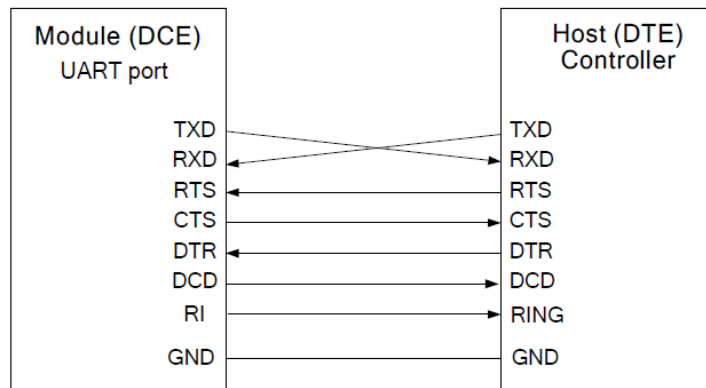 Module (DCE)
UART port
TXD
RXD
RTS
CTS
DTR
DCD
RI
GND
Host (DTE)
Controller
TXD
RXD
RTS
CTS
DTR
DCD
RING
GND